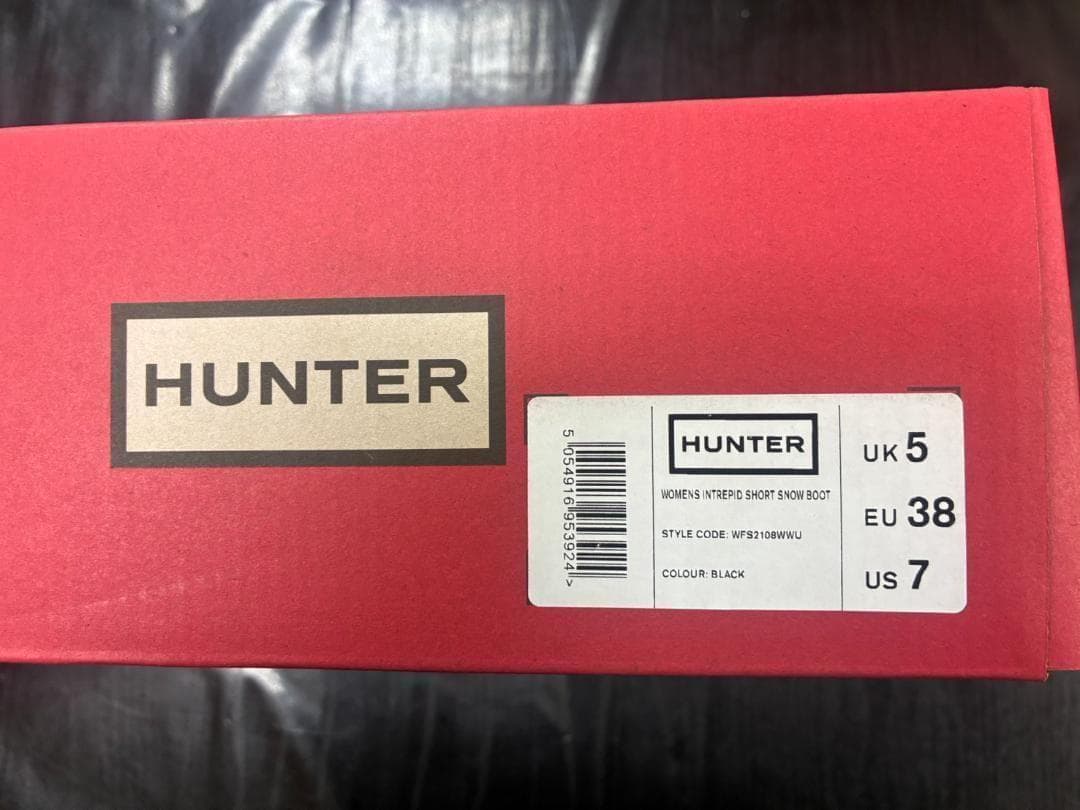 HUNTER
5 054916 953924 >
HUNTER
WOMENS INTREPID SHORT SNOW BOOT
STYLE CODE: WFS2108WWU
COLOUR: BLACK
UK 5
EU 38
US 7